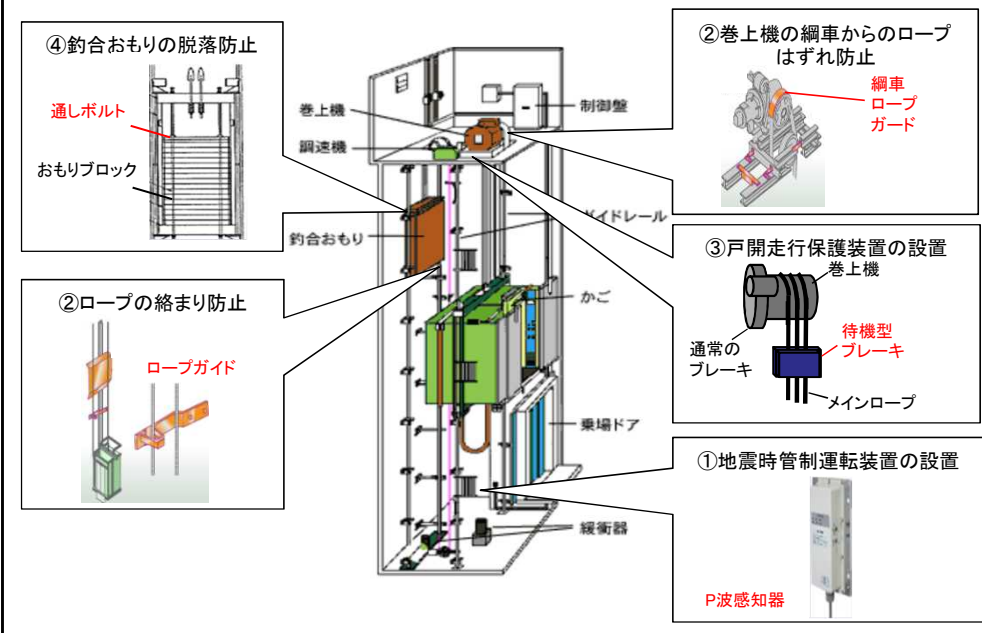 ④釣合おもりの脱落防止
通しボルト
おもりブロック
②ロープの絡まり防止
ロープガイド
巻上機
調速機
制御盤
ガイドレール
釣合おもり
かご
乗場ドア
緩衝器
②巻上機の綱車からのロープ
はずれ防止
綱車
ロープ
ガード
③戸開走行保護装置の設置
巻上機
通常の
ブレーキ
待機型
ブレーキ
メインロープ
①地震時管制運転装置の設置
P波感知器